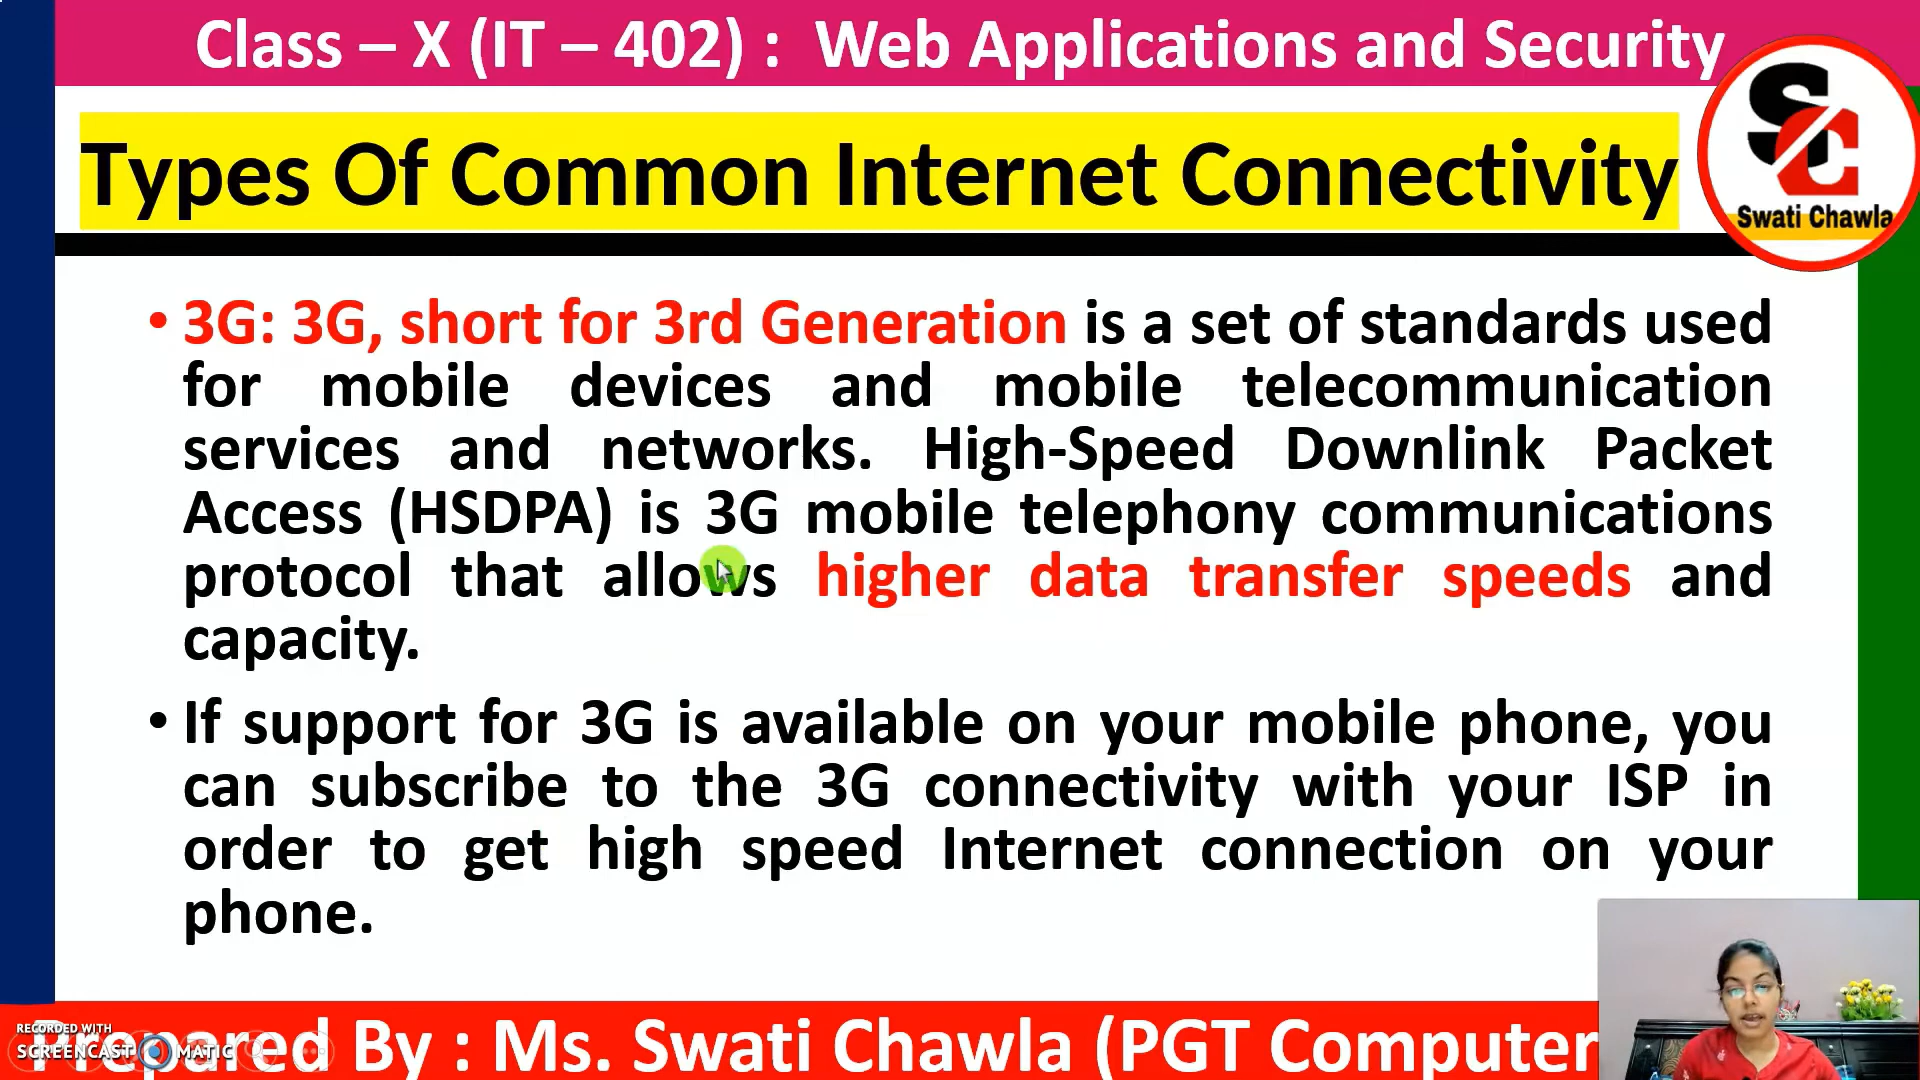 Class – X (IT – 402) : Web Applications and Security
SC
Swati Chawla
Types Of Common Internet Connectivity
• 3G: 3G, short for 3rd Generation is a set of standards used
for mobile devices and mobile telecommunication
services and networks. High-Speed Downlink Packet
Access (HSDPA) is 3G mobile telephony communications
protocol that allows higher data transfer speeds and
capacity.
• If support for 3G is available on your mobile phone, you
can subscribe to the 3G connectivity with your ISP in
order to get high speed Internet connection on your
phone.
Prepared By : Ms. Swati Chawla (PGT Computer
RECORDED WITH
SCREENCAST MATIC